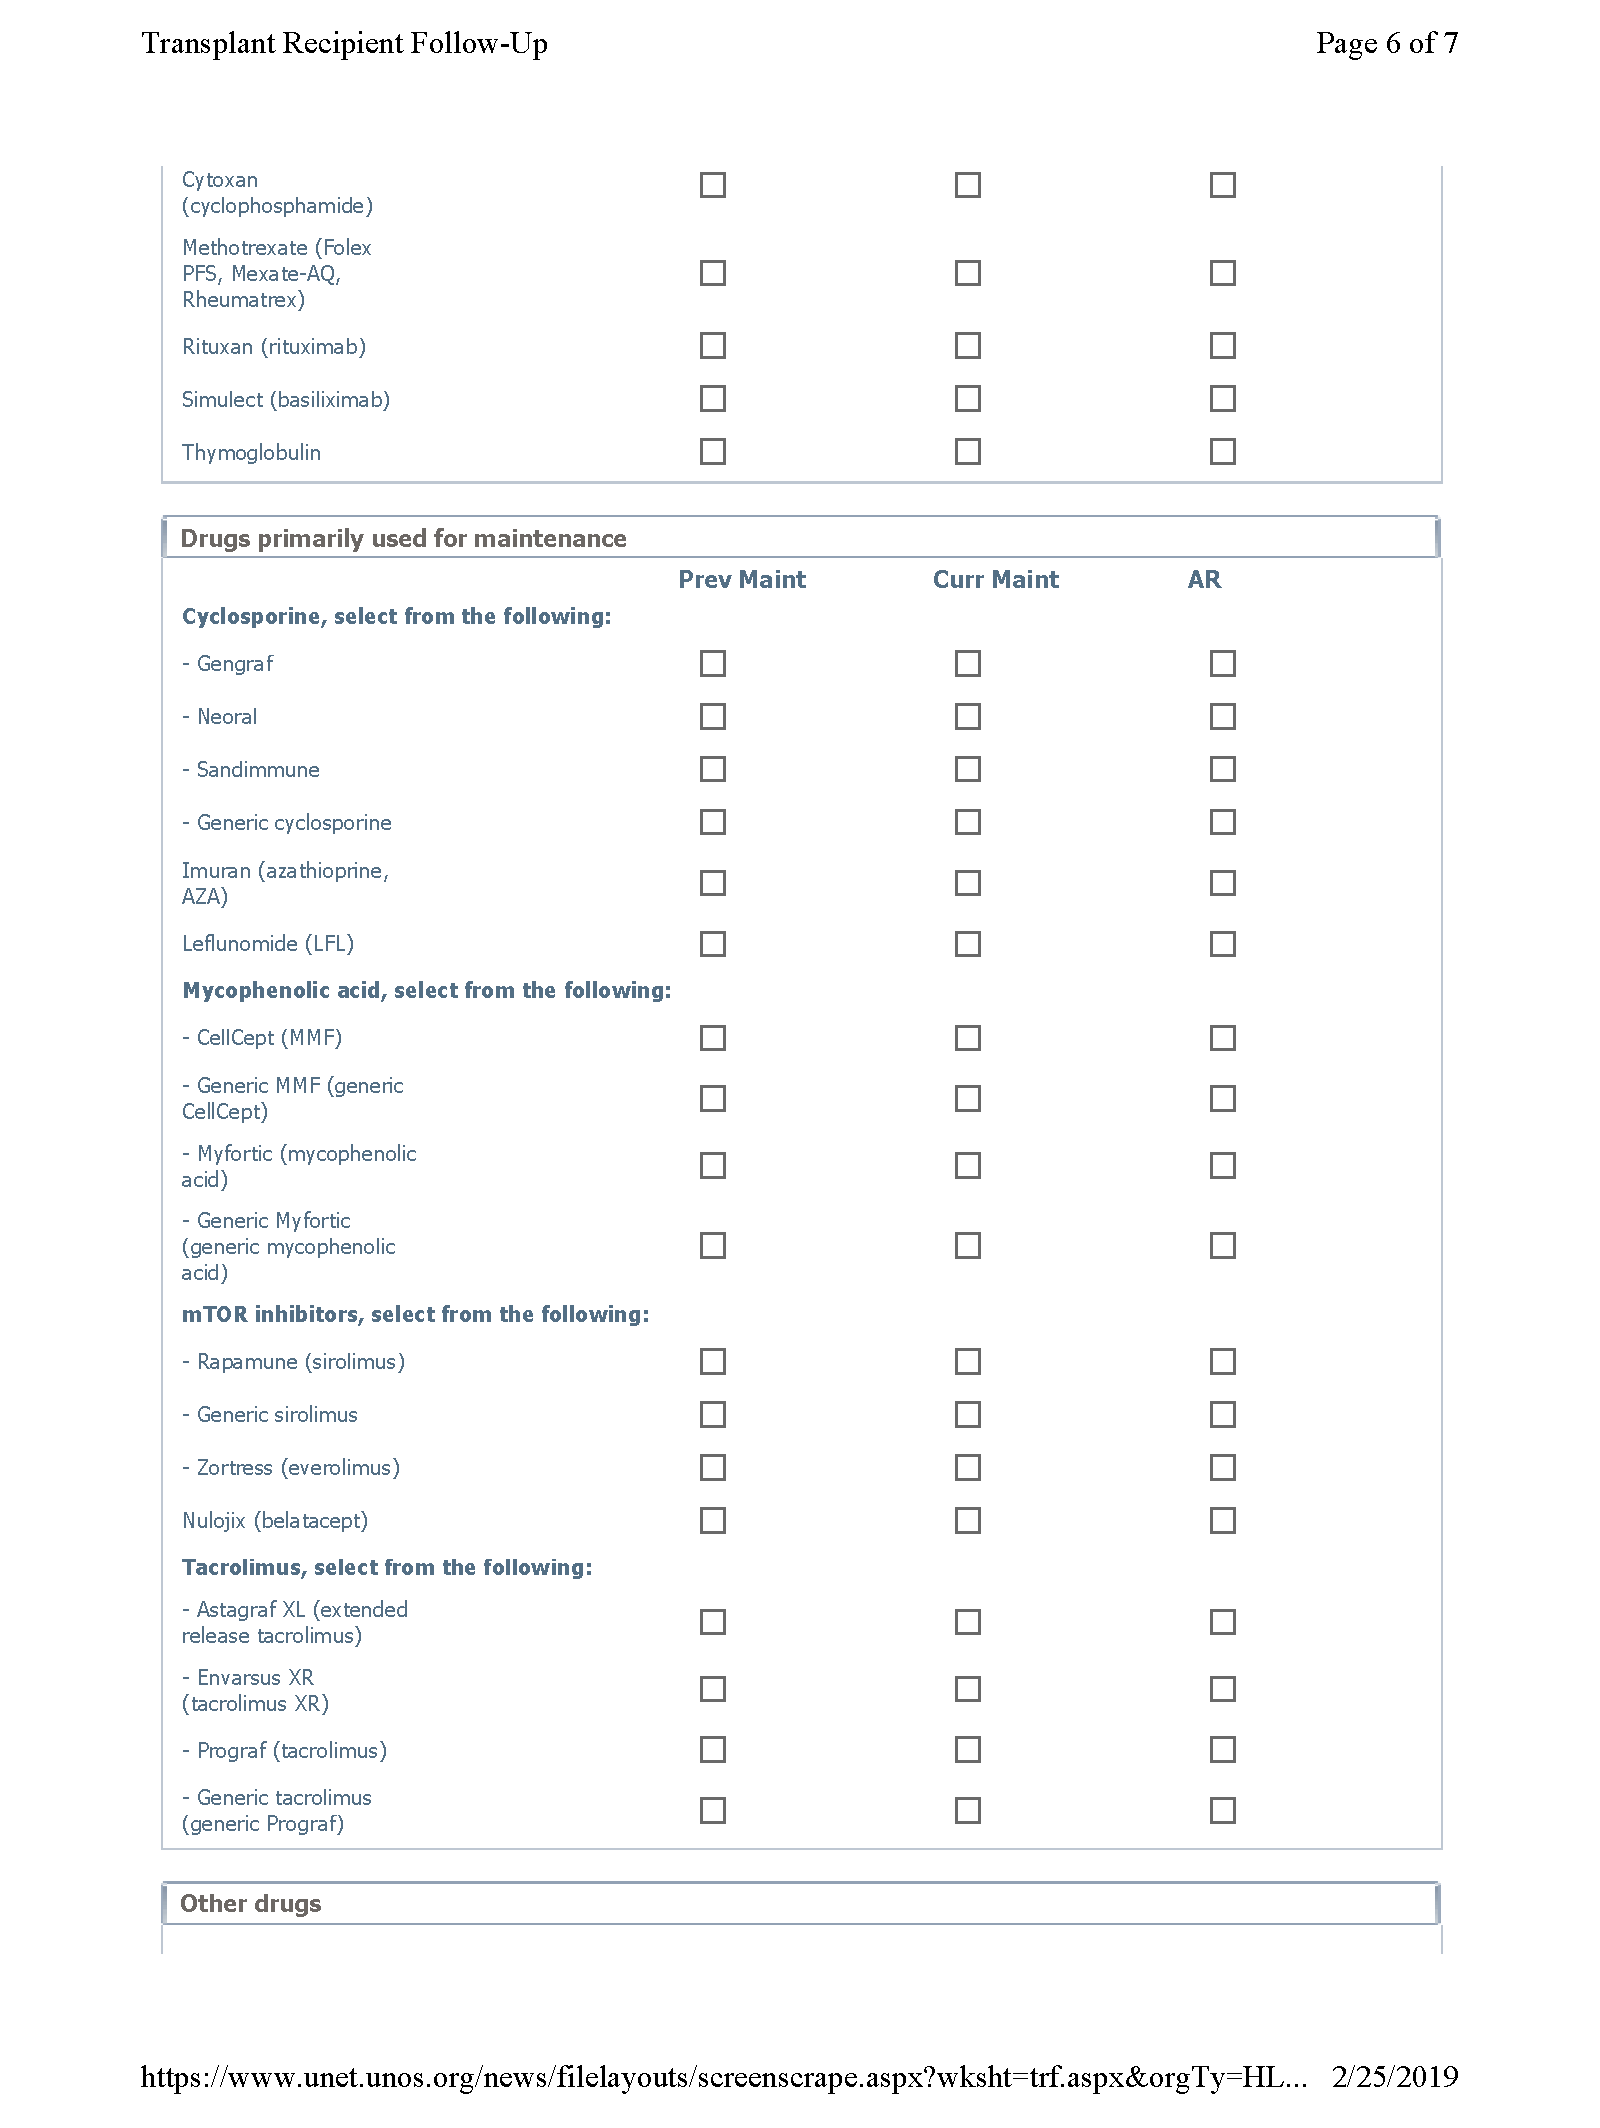 Transplant Recipient Follow-Up Page 6 of 7
Cytoxan
(cyclophosphamide)
Methotrexate (Folex
PFS, Mexate-AQ,
Rheumatrex)
Rituxan (rituximab)
Simulect (basiliximab)
Thymoglobulin
Drugs primarily used for maintenance
Prev Maint Curr Maint AR
Cyclosporine, select from the following:
- Gengraf
- Neoral
- Sandimmune
- Generic cyclosporine
Imuran (azathioprine,
AZA)
Leflunomide (LFL)
Mycophenolic acid, select from the following:
- CellCept (MMF)
- Generic MMF (generic
CellCept)
- Myfortic (mycophenolic
acid)
- Generic Myfortic
(generic mycophenolic
acid)
mTOR inhibitors, select from the following:
- Rapamune (sirolimus)
- Generic sirolimus
- Zortress (everolimus)
Nulojix (belatacept)
Tacrolimus, select from the following:
- Astagraf XL (extended
release tacrolimus)
- Envarsus XR
(tacrolimus XR)
- Prograf (tacrolimus)
- Generic tacrolimus
(generic Prograf)
Other drugs
https://www.unet.unos.org/news/filelayouts/screenscrape.aspx?wksht=trf.aspx&orgTy=HL... 2/25/2019